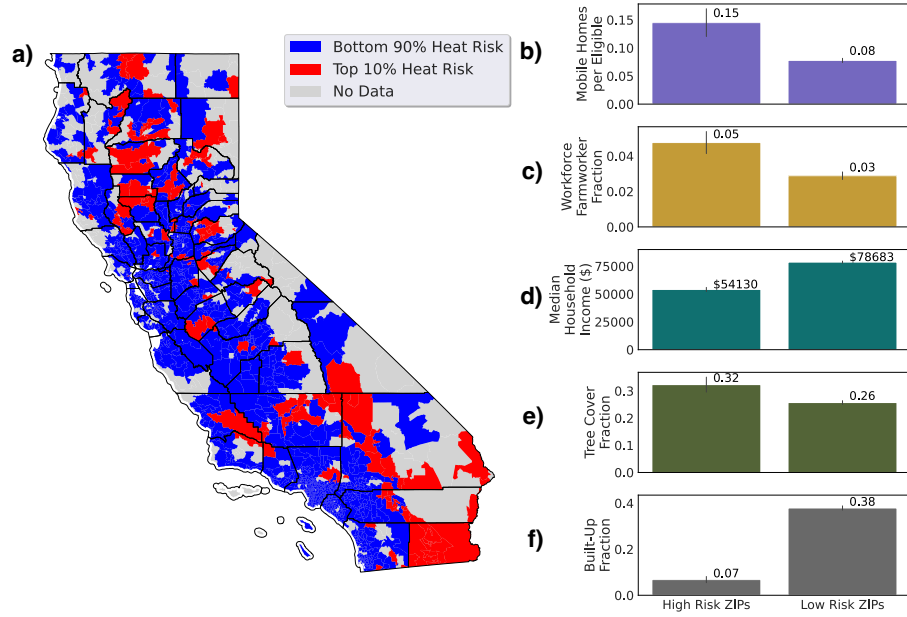 a)
Bottom 90% Heat Risk
Top 10% Heat Risk
No Data
b)
Mobile Homes
per Eligible
0.15
0.10
0.05
0.00
0.15
0.08
c)
Workforce
Farmworker
Fraction
0.04
0.02
0.00
0.05
0.03
d)
Median
Household
Income ($)
75000
50000
25000
0
$54130
$78683
e)
Tree Cover
Fraction
0.3
0.2
0.1
0.0
0.32
0.26
f)
Built-Up
Fraction
0.4
0.2
0.0
0.07
0.38
High Risk ZIPs
Low Risk ZIPs